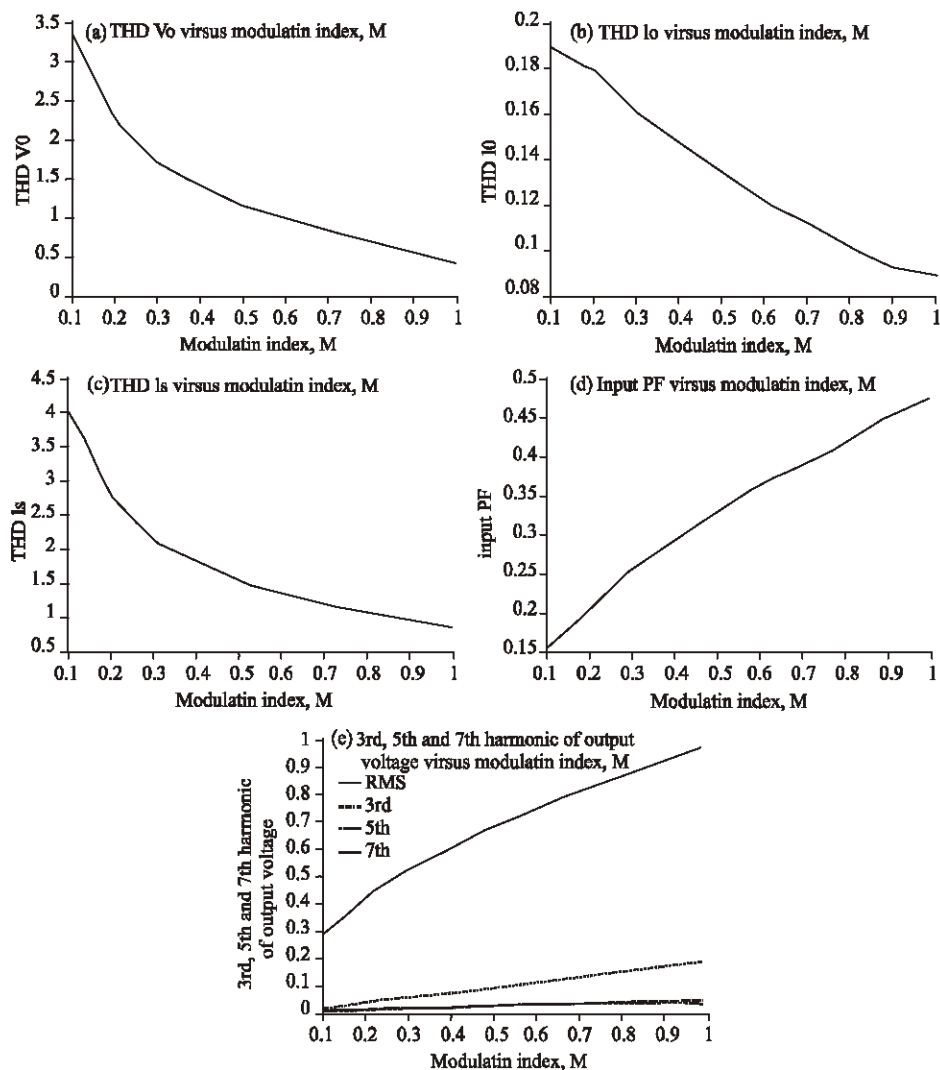 (a) THD Vo versus modulatin index, M
3.5
3
2.5
2
1.5
1
0.5
0
THD V0
0.1 0.2 0.3 0.4 0.5 0.6 0.7 0.8 0.9 1
Modulatin index, M
(b) THD lo versus modulatin index, M
0.2
0.18
0.16
0.14
0.12
0.1
0.08
THD 10
0.1 0.2 0.3 0.4 0.5 0.6 0.7 0.8 0.9 1
Modulatin index, M
(c) THD ls versus modulatin index, M
4.5
4
3.5
3
2.5
2
1.5
1
0.5
THD ls
0.1 0.2 0.3 0.4 0.5 0.6 0.7 0.8 0.9 1
Modulatin index, M
(d) Input PF versus modulatin index, M
0.5
0.45
0.4
0.35
0.3
0.25
0.2
0.15
input PF
0.1 0.2 0.3 0.4 0.5 0.6 0.7 0.8 0.9 1
Modulatin index, M
(e) 3rd, 5th and 7th harmonic of output
voltage versus modulatin index, M
RMS
3rd
5th
7th
1
0.9
0.8
0.7
0.6
0.5
0.4
0.3
0.2
0.1
0
3rd, 5th and 7th harmonic
of output voltage
0.1 0.2 0.3 0.4 0.5 0.6 0.7 0.8 0.9 1
Modulatin index, M